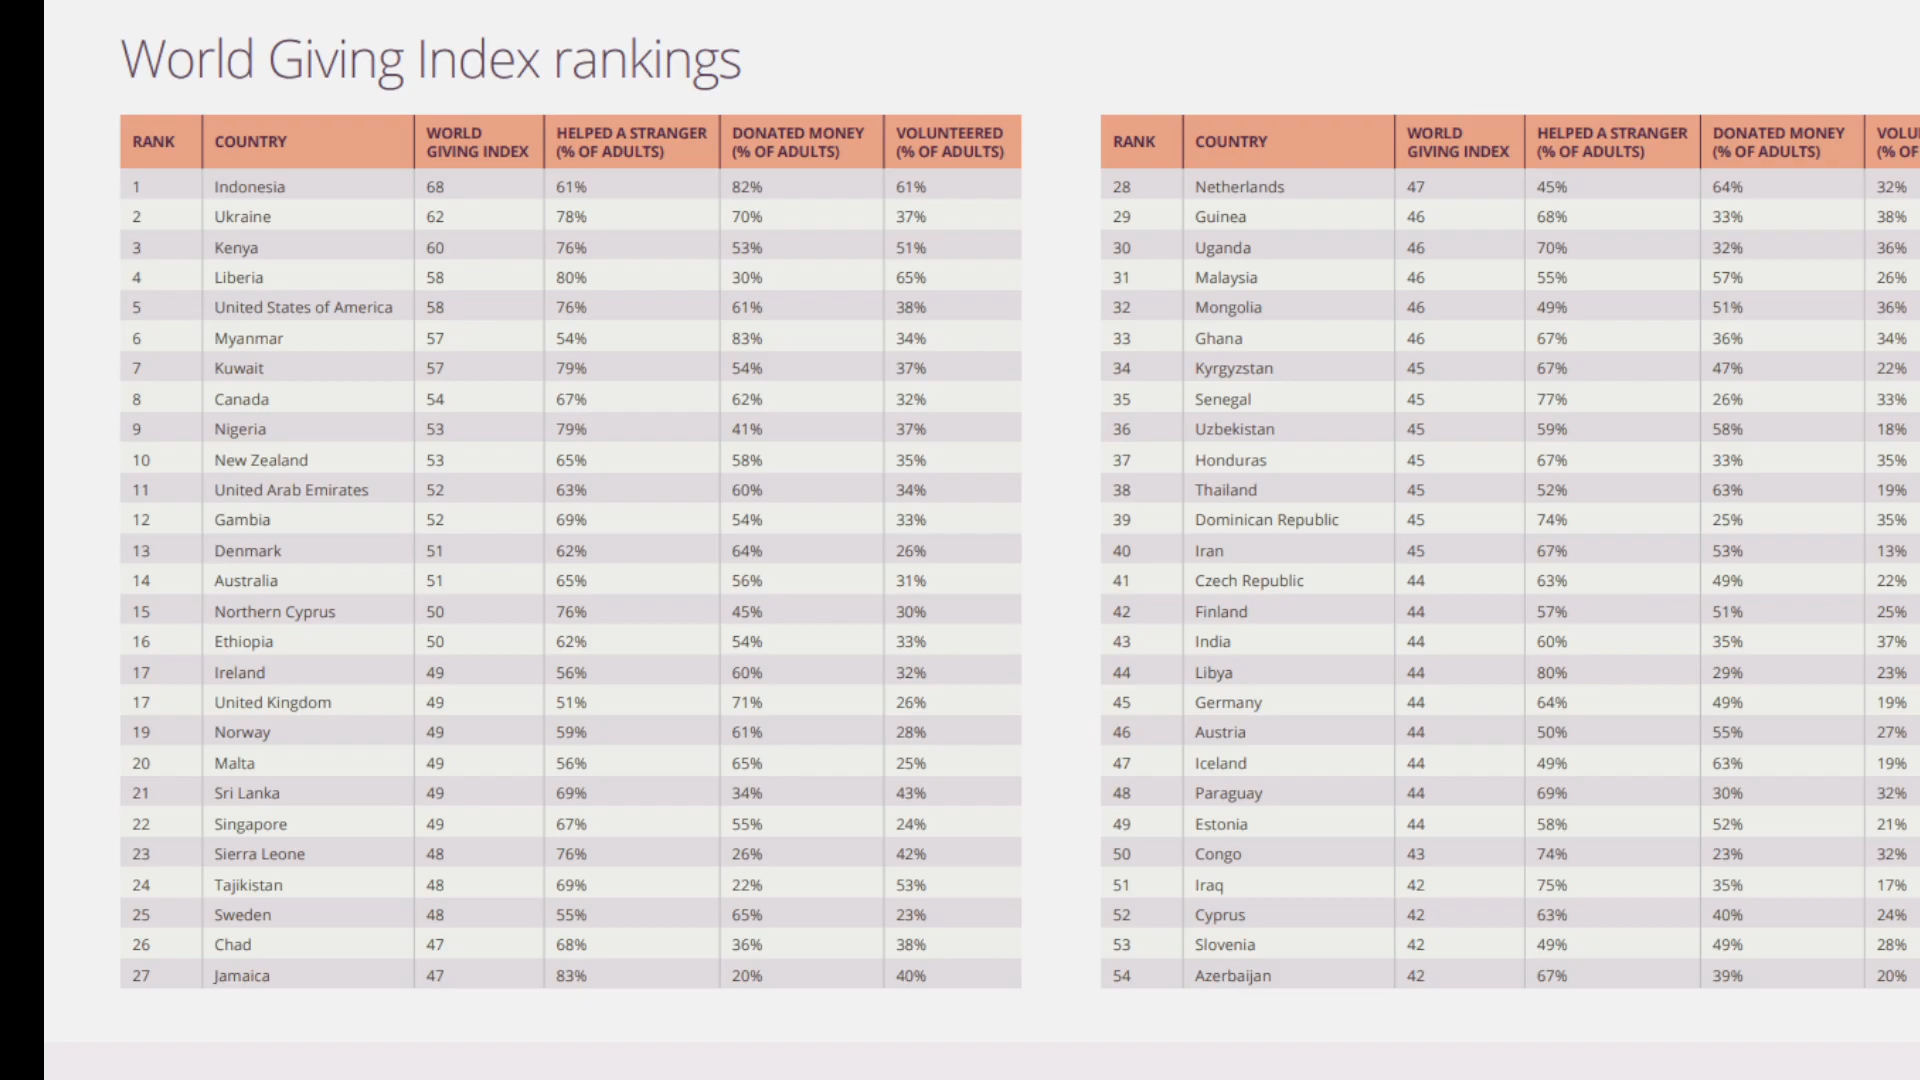 World Giving Index rankings
RANK COUNTRY WORLD GIVING INDEX HELPED A STRANGER (% OF ADULTS) DONATED MONEY (% OF ADULTS) VOLUNTEERED (% OF ADULTS)
1 Indonesia 68 61% 82% 61%
2 Ukraine 62 78% 70% 37%
3 Kenya 60 76% 53% 51%
4 Liberia 58 80% 30% 65%
5 United States of America 58 76% 61% 38%
6 Myanmar 57 54% 83% 34%
7 Kuwait 57 79% 54% 37%
8 Canada 54 67% 62% 32%
9 Nigeria 53 79% 41% 37%
10 New Zealand 53 65% 58% 35%
11 United Arab Emirates 52 63% 60% 34%
12 Gambia 52 69% 54% 33%
13 Denmark 51 62% 64% 26%
14 Australia 51 65% 56% 31%
15 Northern Cyprus 50 76% 45% 30%
16 Ethiopia 50 62% 54% 33%
17 Ireland 49 56% 60% 32%
17 United Kingdom 49 51% 71% 26%
19 Norway 49 59% 61% 28%
20 Malta 49 56% 65% 25%
21 Sri Lanka 49 69% 34% 43%
22 Singapore 49 67% 55% 24%
23 Sierra Leone 48 76% 26% 42%
24 Tajikistan 48 69% 22% 53%
25 Sweden 48 55% 65% 23%
26 Chad 47 68% 36% 38%
27 Jamaica 47 83% 20% 40%
RANK COUNTRY WORLD GIVING INDEX HELPED A STRANGER (% OF ADULTS) DONATED MONEY (% OF ADULTS) VOLU (% OF
28 Netherlands 47 45% 64% 32%
29 Guinea 46 68% 33% 38%
30 Uganda 46 70% 32% 36%
31 Malaysia 46 55% 57% 26%
32 Mongolia 46 49% 51% 36%
33 Ghana 46 67% 36% 34%
34 Kyrgyzstan 45 67% 47% 22%
35 Senegal 45 77% 26% 33%
36 Uzbekistan 45 59% 58% 18%
37 Honduras 45 67% 33% 35%
38 Thailand 45 52% 63% 19%
39 Dominican Republic 45 74% 25% 35%
40 Iran 45 67% 53% 13%
41 Czech Republic 44 63% 49% 22%
42 Finland 44 57% 51% 25%
43 India 44 60% 35% 37%
44 Libya 44 80% 29% 23%
45 Germany 44 64% 49% 19%
46 Austria 44 50% 55% 27%
47 Iceland 44 49% 63% 19%
48 Paraguay 44 69% 30% 32%
49 Estonia 44 58% 52% 21%
50 Congo 43 74% 23% 32%
51 Iraq 42 75% 35% 17%
52 Cyprus 42 63% 40% 24%
53 Slovenia 42 49% 49% 28%
54 Azerbaijan 42 67% 39% 20%